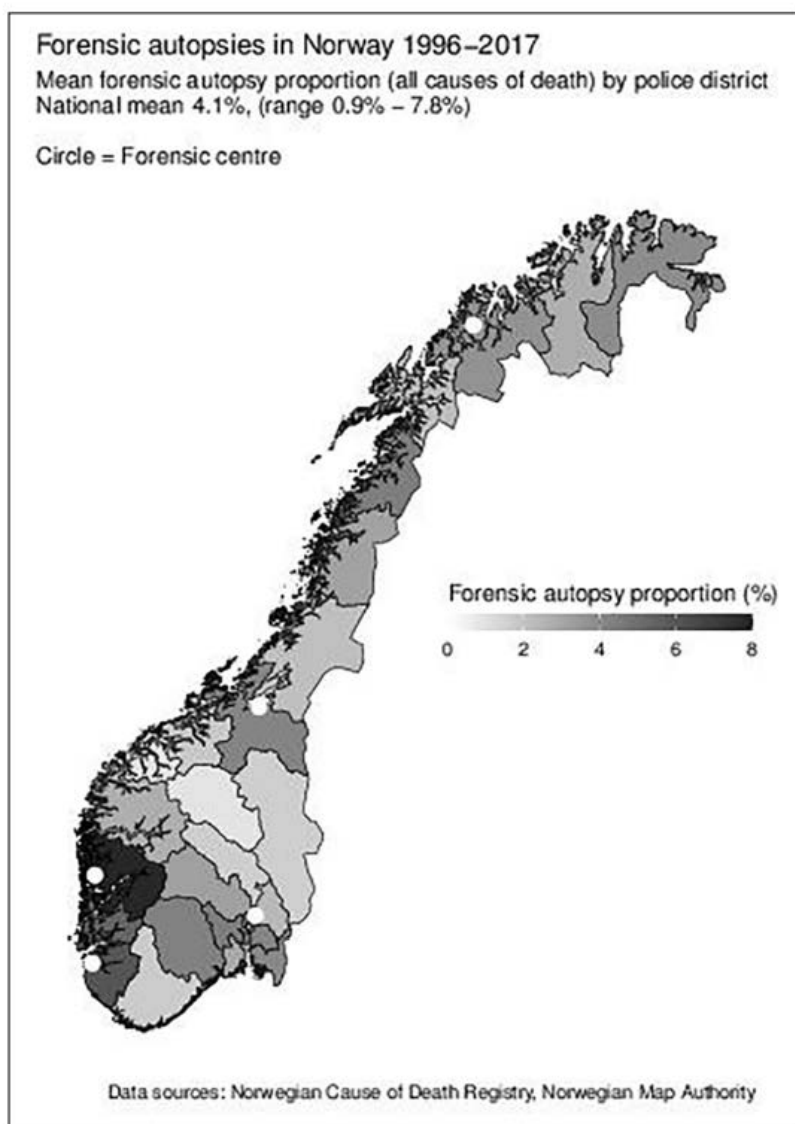 Forensic autopsies in Norway 1996–2017
Mean forensic autopsy proportion (all causes of death) by police district
National mean 4.1%, (range 0.9% – 7.8%)
Circle = Forensic centre
Forensic autopsy proportion (%)
0 2 4 6 8
Data sources: Norwegian Cause of Death Registry, Norwegian Map Authority